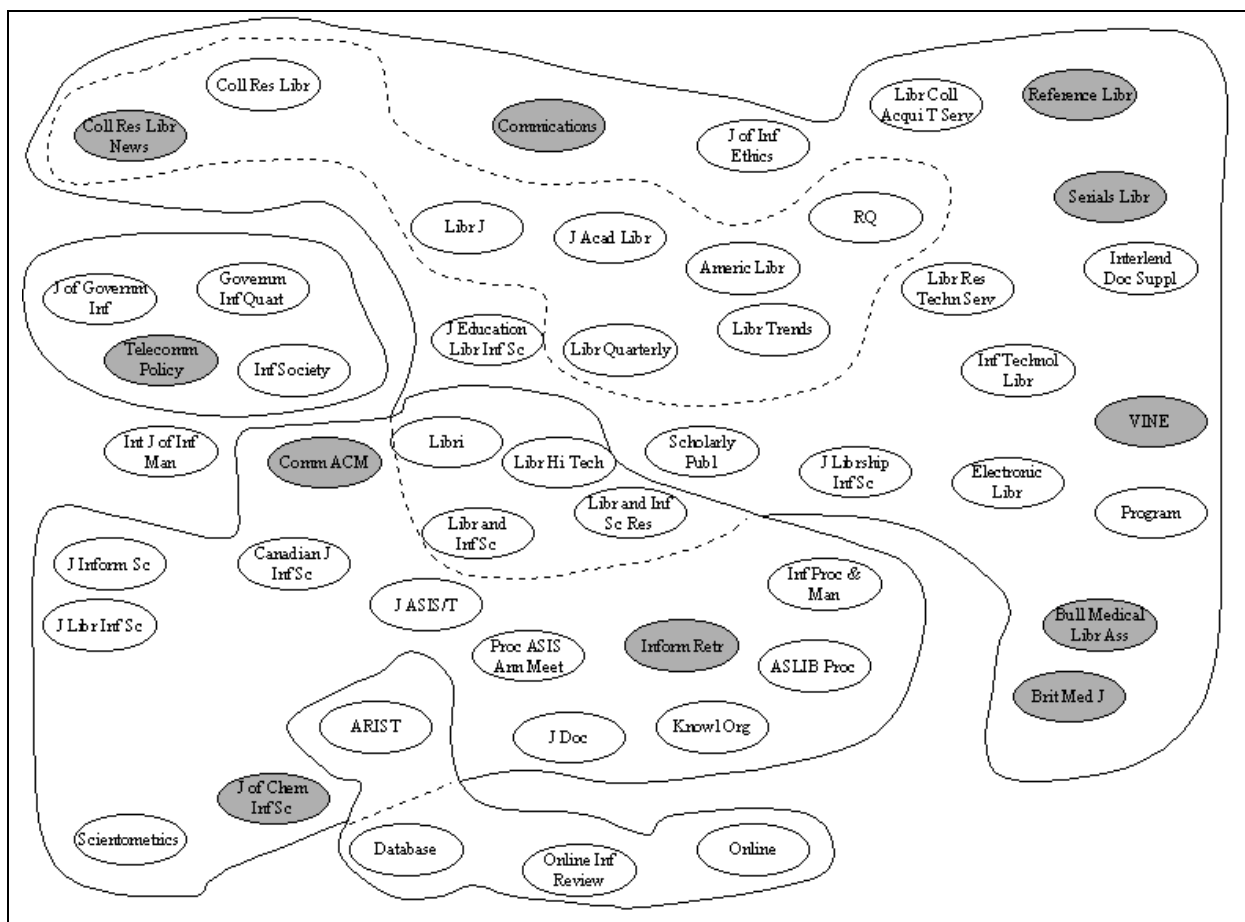 Coll Res Libr
Coll Res Libr
News
Commications
J of Inf
Ethics
Libr Coll
Acqui T Serv
Reference Libr
Serials Libr
RQ
Libr J
J Acad Libr
Americ Libr
Interlend
Doc Suppl
Libr Res
Techn Serv
J of Governm
Inf
Governm
Inf Quart
Telecomm
Policy
Inf Society
J Education
Libr Inf Sc
Libr Quarterly
Libr Trends
Inf Technol
Libr
VINE
Int J of Inf
Man
Comm ACM
Libri
Libr Hi Tech
Scholarly
Publ
J Librship
Inf Sc
Electronic
Libr
Program
Libr and
Inf Sc
Libr and Inf
Sc Res
J Inform Sc
Canadian J
Inf Sc
J ASIS/T
Inf Proc &
Man
J Libr Inf Sc
Proc ASIS
Ann Meet
Inform Retr
ASLIB Proc
Bull Medical
Libr Ass
Brit Med J
ARIST
J Doc
Knowl Org
J of Chem
Inf Sc
Scientometrics
Database
Online Inf
Review
Online